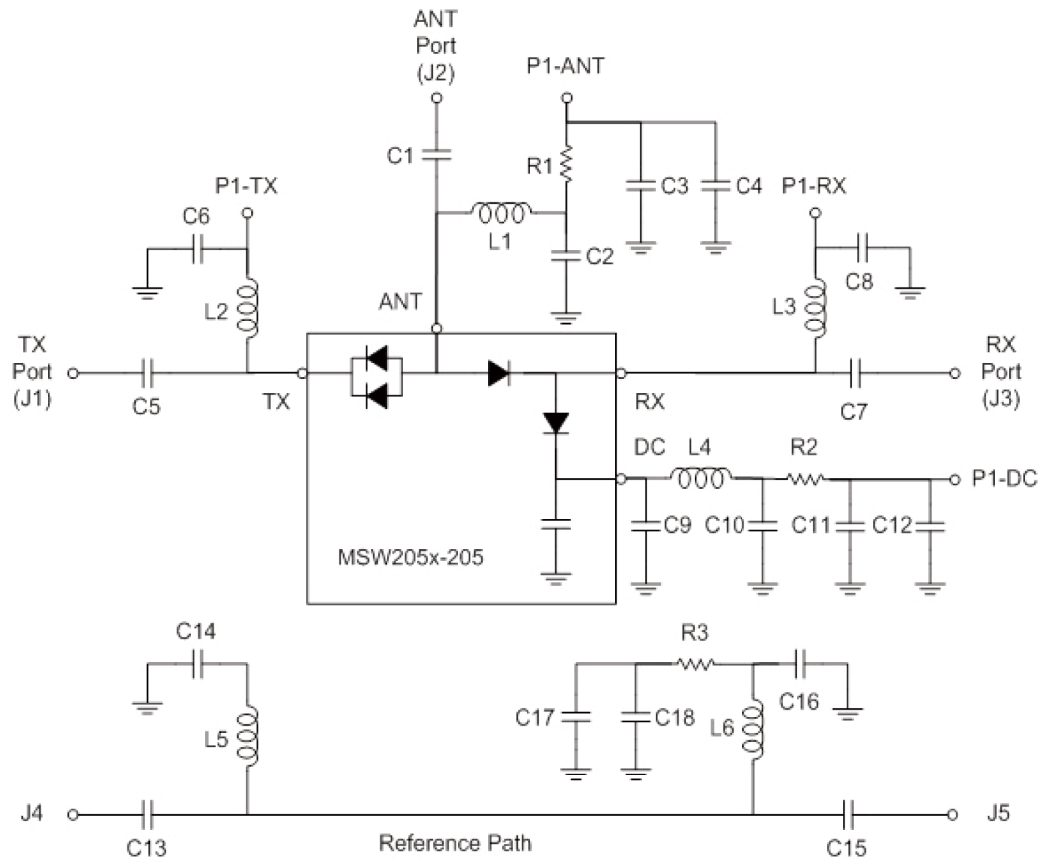 ANT
Port
(J2)
P1-ANT
C1
R1
C3
C4
P1-TX
P1-RX
C6
L1
C2
C8
L2
ANT
L3
TX
Port
(J1)
RX
Port
(J3)
C5
TX
RX
C7
DC
L4
R2
P1-DC
C9
C10
C11
C12
MSW205x-205
C14
R3
C16
C17
C18
L5
L6
J4
J5
C13
Reference Path
C15